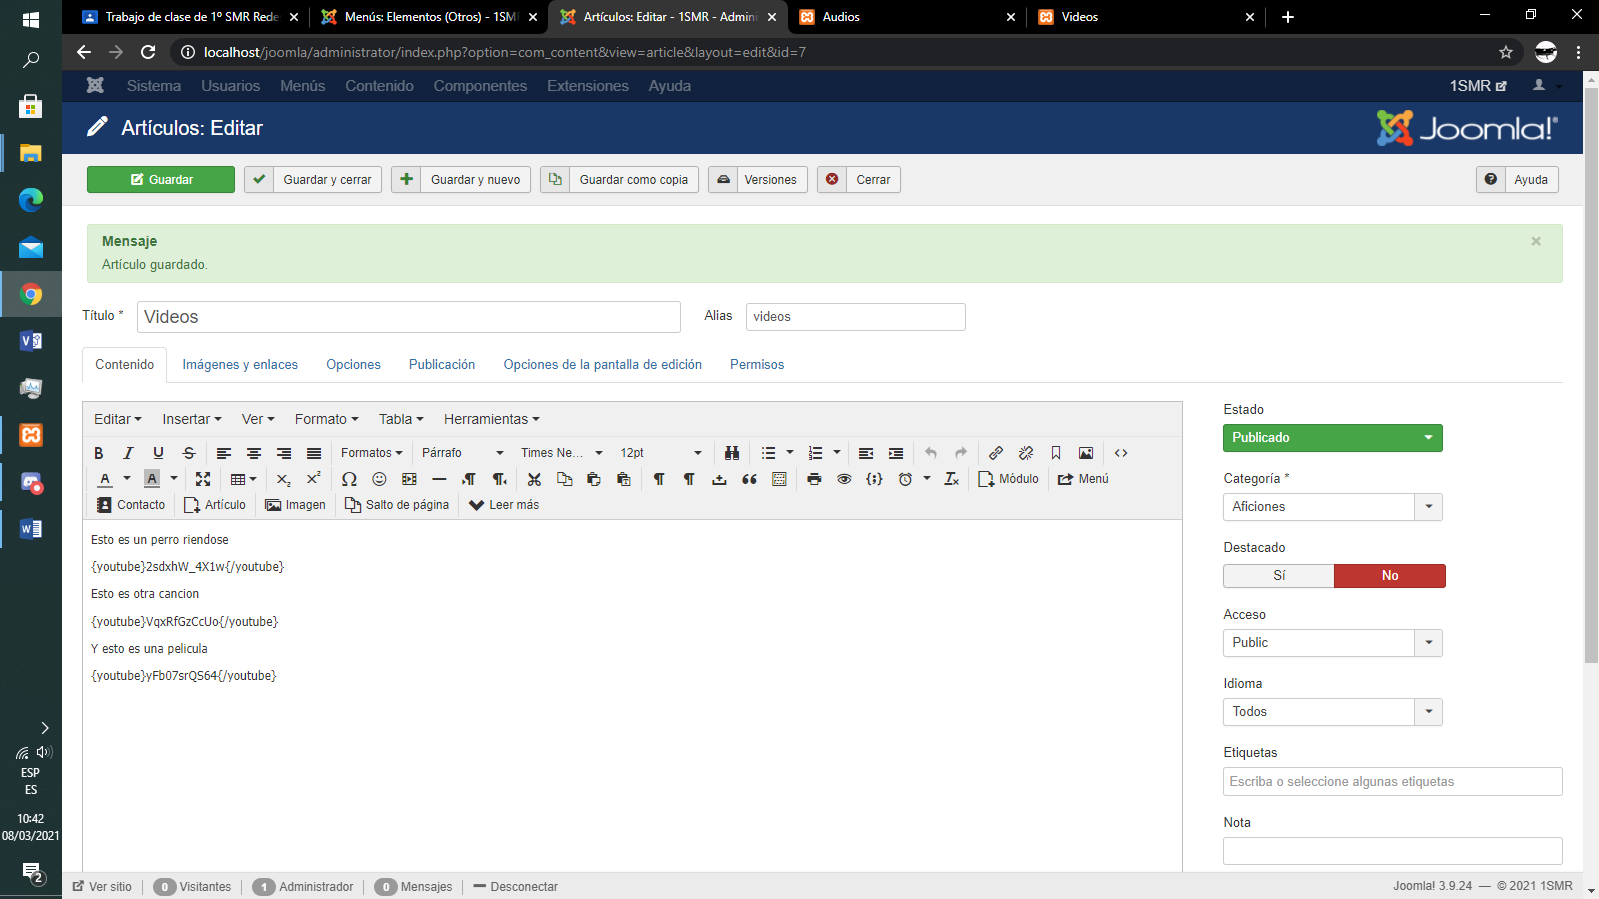 Trabajo de clase de 1º SMR Rede
Menús: Elementos (Otros) - 1SM
Artículos: Editar - 1SMR - Admini
Audios
Videos
localhost/joomla/administrator/index.php?option=com_content&view=article&layout=edit&id=7
Sistema Usuarios Menús Contenido Componentes Extensiones Ayuda 1SMR
Artículos: Editar
Joomla!®
Guardar Guardar y cerrar Guardar y nuevo Guardar como copia Versiones Cerrar Ayuda
Mensaje
Artículo guardado.
Título * Videos Alias videos
Contenido Imágenes y enlaces Opciones Publicación Opciones de la pantalla de edición Permisos
Editar Insertar Ver Formato Tabla Herramientas
B I U S Formatos Párrafo Times Ne... 12pt
A A Módulo Menú
Contacto Artículo Imagen Salto de página Leer más
Esto es un perro riendose
{youtube}2sdxhW_4X1w{/youtube}
Esto es otra cancion
{youtube}VqxRfGzCcUo{/youtube}
Y esto es una pelicula
{youtube}yFb07srQS64{/youtube}
Estado
Publicado
Categoría *
Aficiones
Destacado
Sí No
Acceso
Public
Idioma
Todos
Etiquetas
Escriba o seleccione algunas etiquetas
Nota
Ver sitio 0 Visitantes 1 Administrador 0 Mensajes Desconectar
Joomla! 3.9.24 — © 2021 1SMR
ESP
ES
10:42
08/03/2021
2